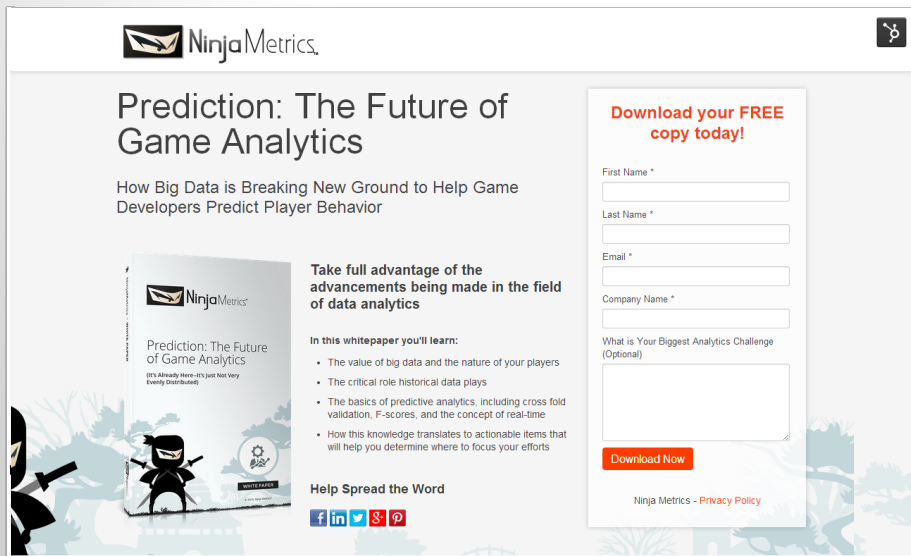 NinjaMetrics
Prediction: The Future of
Game Analytics
How Big Data is Breaking New Ground to Help Game
Developers Predict Player Behavior
NinjaMetrics
Prediction: The Future
of Game Analytics
(It's Already Here–It's Just Not Very
Evenly Distributed)
WHITE PAPER
Take full advantage of the
advancements being made in the field
of data analytics
In this whitepaper you'll learn:
• The value of big data and the nature of your players
• The critical role historical data plays
• The basics of predictive analytics, including cross fold
validation, F-scores, and the concept of real-time
• How this knowledge translates to actionable items that
will help you determine where to focus your efforts
Help Spread the Word
Download your FREE
copy today!
First Name *
Last Name *
Email *
Company Name *
What is Your Biggest Analytics Challenge
(Optional)
Download Now
Ninja Metrics - Privacy Policy